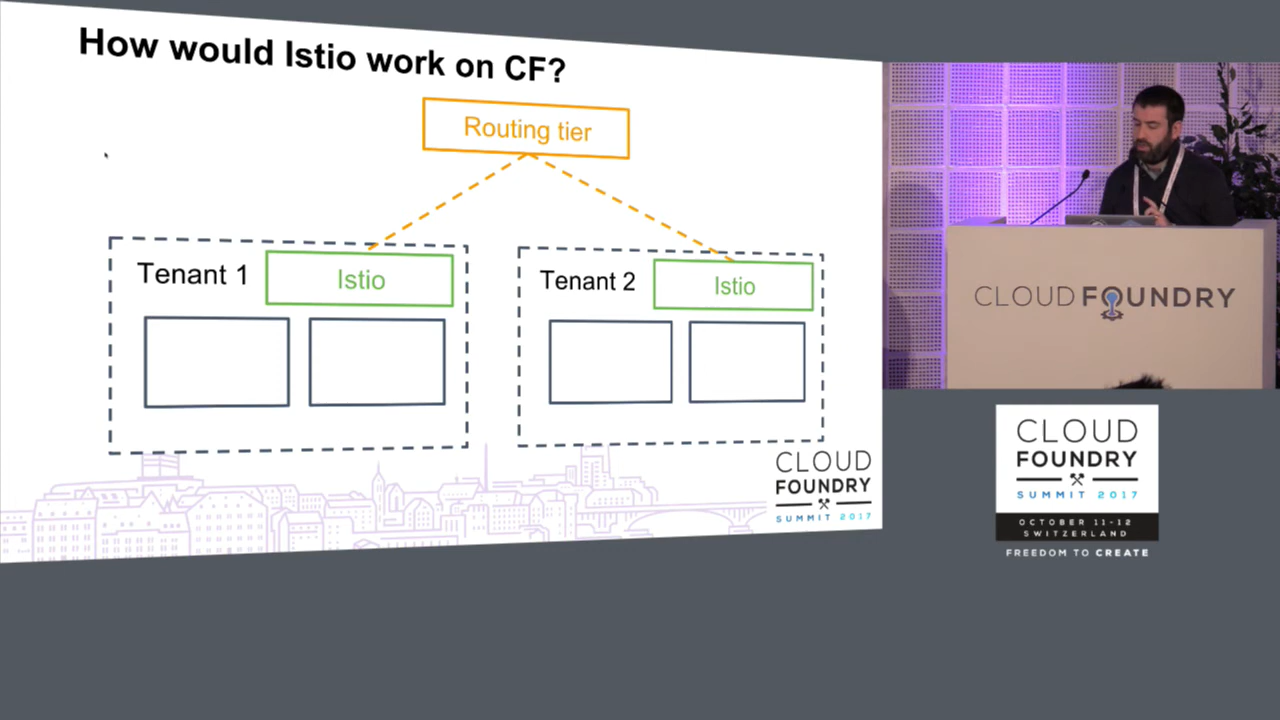 How would Istio work on CF?
Routing tier
Tenant 1
Istio
Tenant 2
Istio
CLOUD
FOUNDRY
SUMMIT 2017
CLOUD FOUNDRY
CLOUD
FOUNDRY
SUMMIT 2017
OCTOBER 11-12
SWITZERLAND
FREEDOM TO CREATE